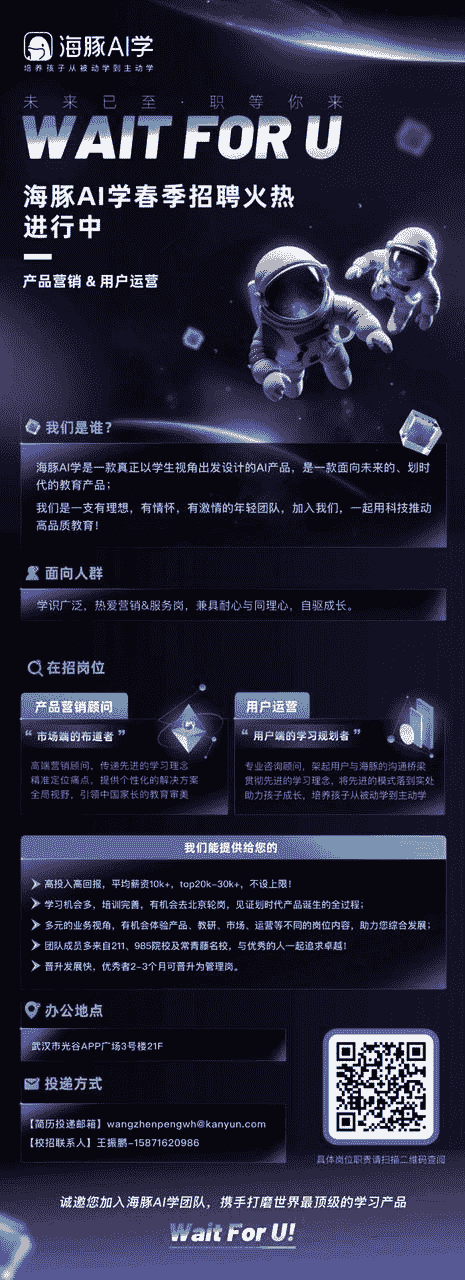 海豚AI学
培养孩子从被动学到主动学
未来已至·职等你来
WAIT FOR U
海豚AI学春季招聘火热
进行中
产品营销 & 用户运营
我们是谁?
海豚AI学是一款真正以学生视角出发设计的AI产品，是一款面向未来的、划时
代的教育产品；
我们是一支有理想，有情怀，有激情的年轻团队，加入我们，一起用科技推动
高品质教育！
面向人群
学识广泛，热爱营销&服务岗，兼具耐心与同理心，自驱成长。
在招岗位
产品营销顾问
“ 市场端的布道者 ”
高端营销顾问，传递先进的学习理念
精准定位痛点，提供个性化的解决方案
全局视野，引领中国家长的教育审美
用户运营
“ 用户端的学习规划者 ”
专业咨询顾问，架起用户与海豚的沟通桥梁
贯彻先进的学习理念，将先进的模式落到实处
助力孩子成长，培养孩子从被动学到主动学
我们能提供给您的
高投入高回报，平均薪资10k+，top20k-30k+，不设上限！
学习机会多，培训完善，有机会去北京轮岗，见证划时代产品诞生的全过程；
多元的业务视角，有机会体验产品、教研、市场、运营等不同的岗位内容，助力您综合发展；
团队成员多来自211、985院校及常青藤名校，与优秀的人一起追求卓越！
晋升发展快，优秀者2-3个月可晋升为管理岗。
办公地点
武汉市光谷APP广场3号楼21F
投递方式
【简历投递邮箱】wangzhenpengwh@kanyun.com
【校招联系人】王振鹏-15871620986
具体岗位职责请扫描二维码查阅
诚邀您加入海豚AI学团队，携手打磨世界最顶级的学习产品
Wait For U!